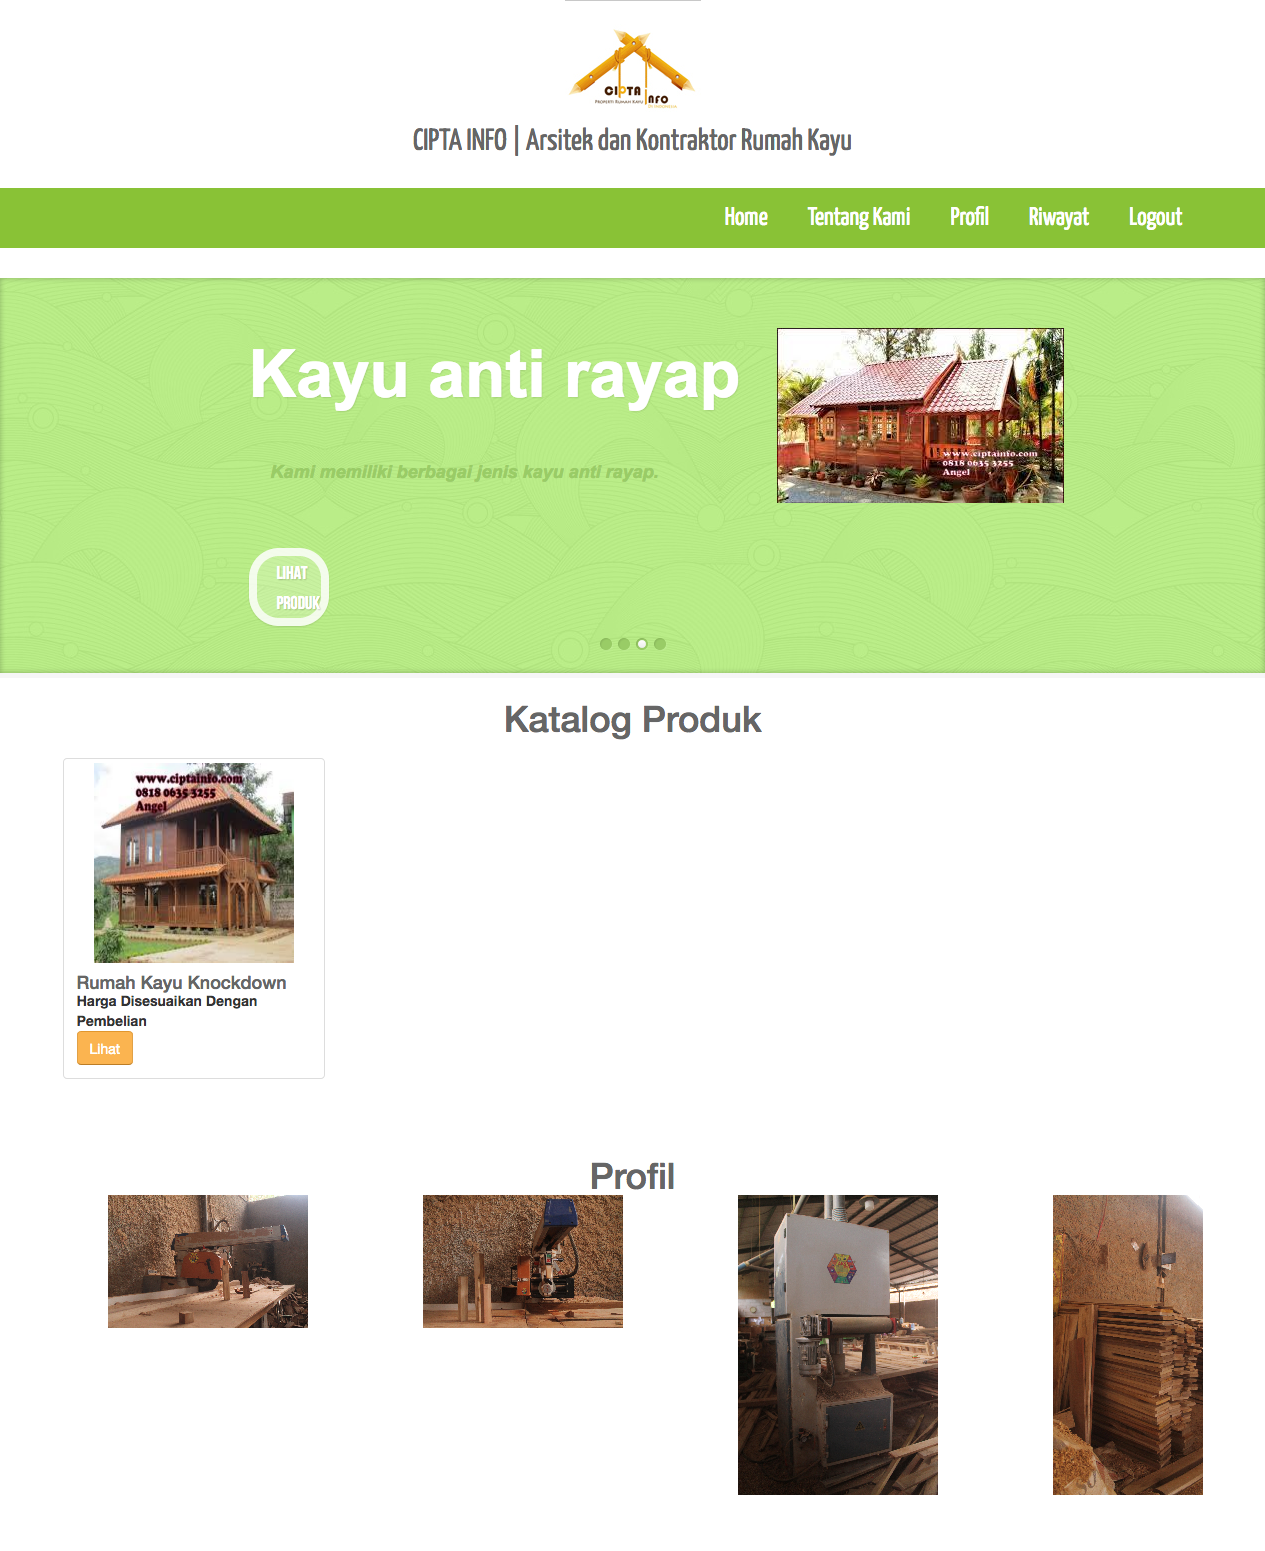 CIPTA
INFO
PROPERTI RUMAH KAYU
CIPTA INFO | Arsitek dan Kontraktor Rumah Kayu
Home Tentang Kami Profil Riwayat Logout
Kayu anti rayap
Kami memiliki berbagai jenis kayu anti rayap.
www.ciptainfo.com
0818 0635 3255
Angel
LIHAT
PRODUK
Katalog Produk
www.ciptainfo.com
0818 0635 3255
Angel
Rumah Kayu Knockdown
Harga Disesuaikan Dengan
Pembelian
Lihat
Profil